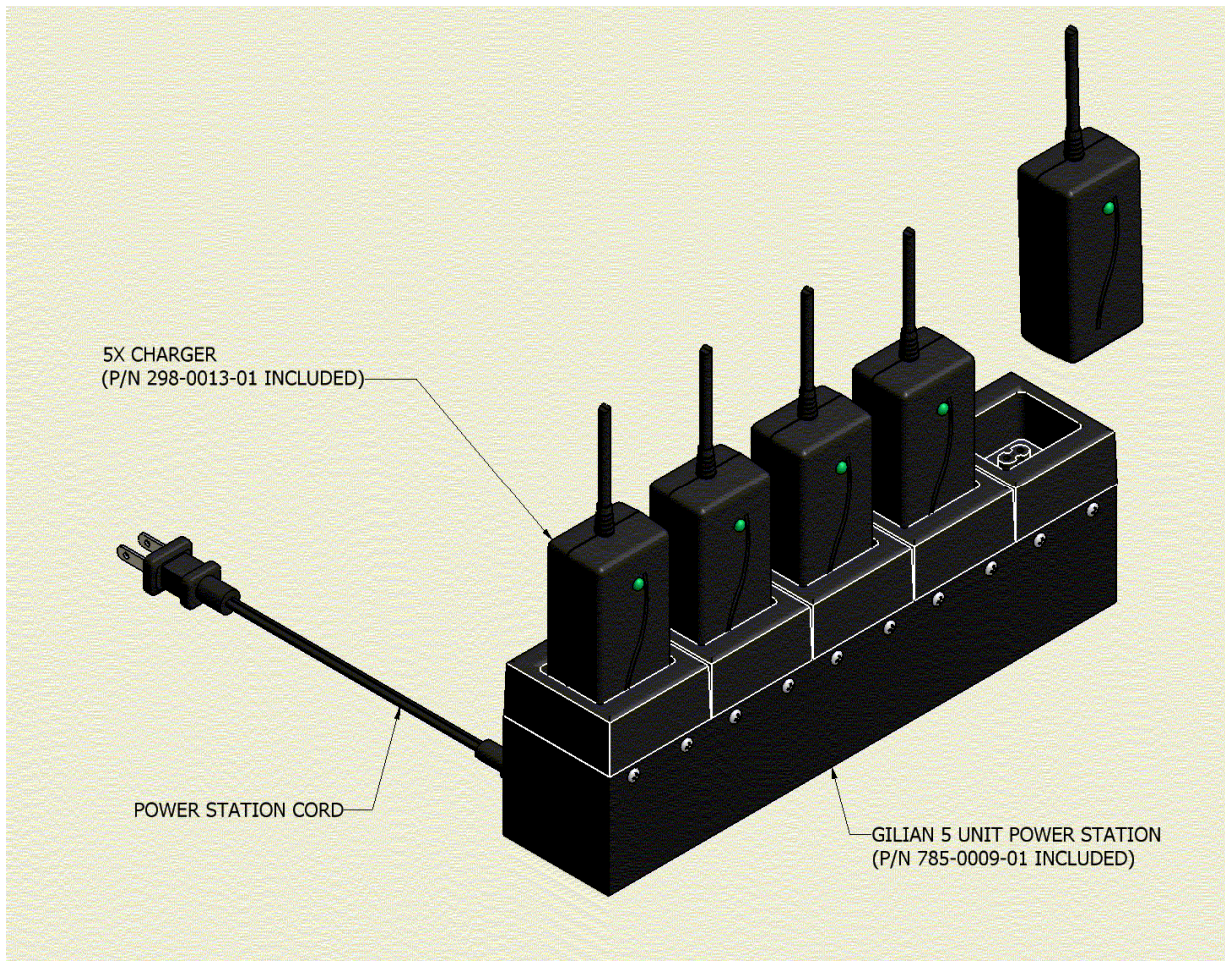 5X CHARGER
(P/N 298-0013-01 INCLUDED)
POWER STATION CORD
GILIAN 5 UNIT POWER STATION
(P/N 785-0009-01 INCLUDED)